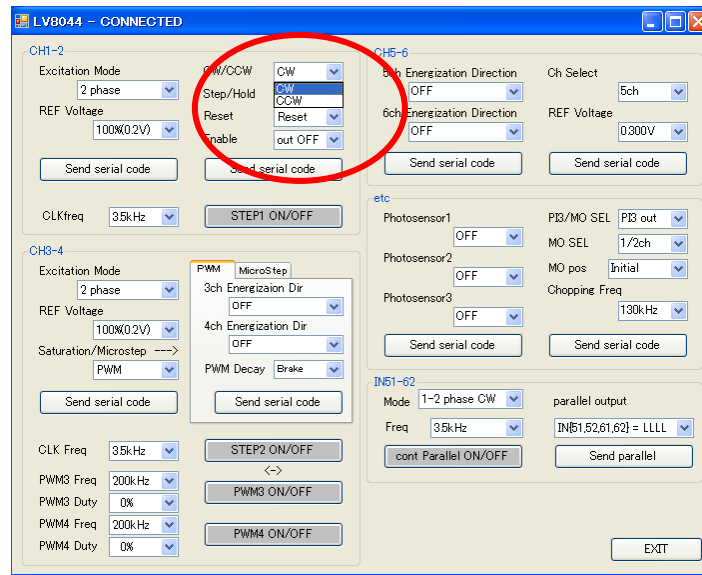 LV8044 - CONNECTED
CH1-2
Excitation Mode
2 phase
REF Voltage
100%(0.2V)
Send serial code
CLKfreq
3.5kHz
CW/CCW
CW
CW
CCW
Step/Hold
Reset
Reset
Enable
out OFF
Send serial code
STEP1 ON/OFF
CH3-4
Excitation Mode
2 phase
REF Voltage
100%(0.2V)
Saturation/Microstep --->
PWM
Send serial code
PWM
MicroStep
3ch Energizaion Dir
OFF
4ch Energization Dir
OFF
PWM Decay
Brake
Send serial code
CLK Freq
3.5kHz
STEP2 ON/OFF
<->
PWM3 Freq
200kHz
PWM3 ON/OFF
PWM3 Duty
0%
PWM4 Freq
200kHz
PWM4 ON/OFF
PWM4 Duty
0%
CH5-6
5ch Energization Direction
OFF
6ch Energization Direction
OFF
Send serial code
Ch Select
5ch
REF Voltage
0.300V
Send serial code
etc
Photosensor1
OFF
Photosensor2
OFF
Photosensor3
OFF
Send serial code
PI3/MO SEL
PI3 out
MO SEL
1/2ch
MO pos
Initial
Chopping Freq
130kHz
Send serial code
IN51-62
Mode
1-2 phase CW
Freq
3.5kHz
cont Parallel ON/OFF
parallel output
IN{51,52,61,62} = LLLL
Send parallel
EXIT